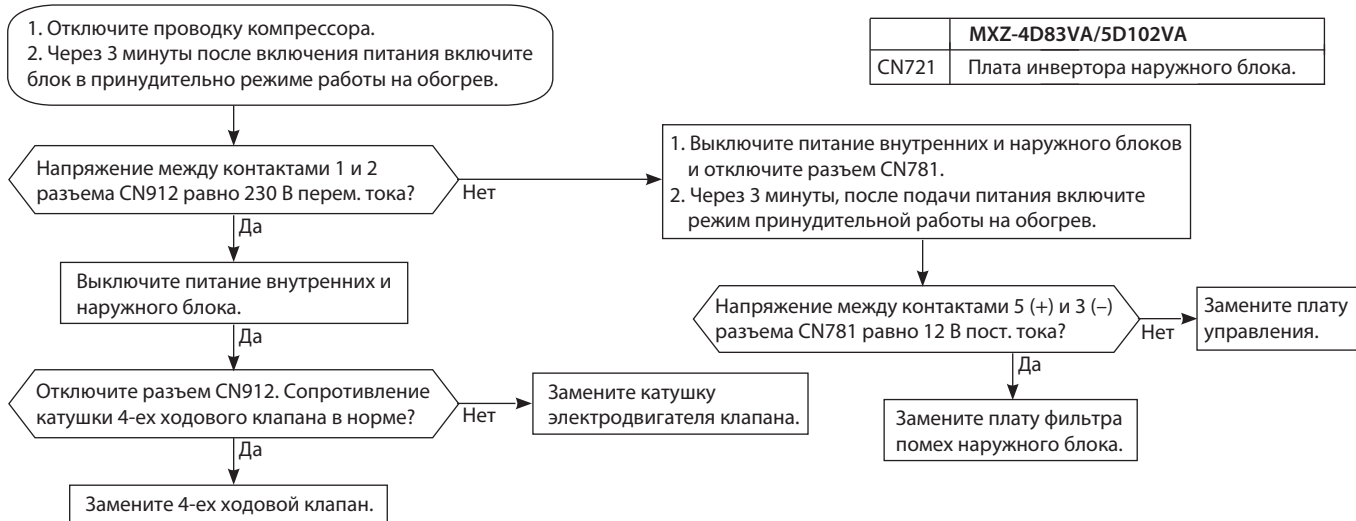 1. Отключите проводку компрессора.
2. Через 3 минуты после включения питания включите
блок в принудительно режиме работы на обогрев.
MXZ-4D83VA/5D102VA
CN721 Плата инвертора наружного блока.
Напряжение между контактами 1 и 2
разъема CN912 равно 230 В перем. тока?
Нет
1. Выключите питание внутренних и наружного блоков
и отключите разъем CN781.
2. Через 3 минуты, после подачи питания включите
режим принудительной работы на обогрев.
Да
Выключите питание внутренних и
наружного блока.
Напряжение между контактами 5 (+) и 3 (–)
разъема CN781 равно 12 В пост. тока?
Нет
Замените плату
управления.
Да
Да
Отключите разъем CN912. Сопротивление
катушки 4-ех ходового клапана в норме?
Нет
Замените катушку
электродвигателя клапана.
Замените плату фильтра
помех наружного блока.
Да
Замените 4-ех ходовой клапан.